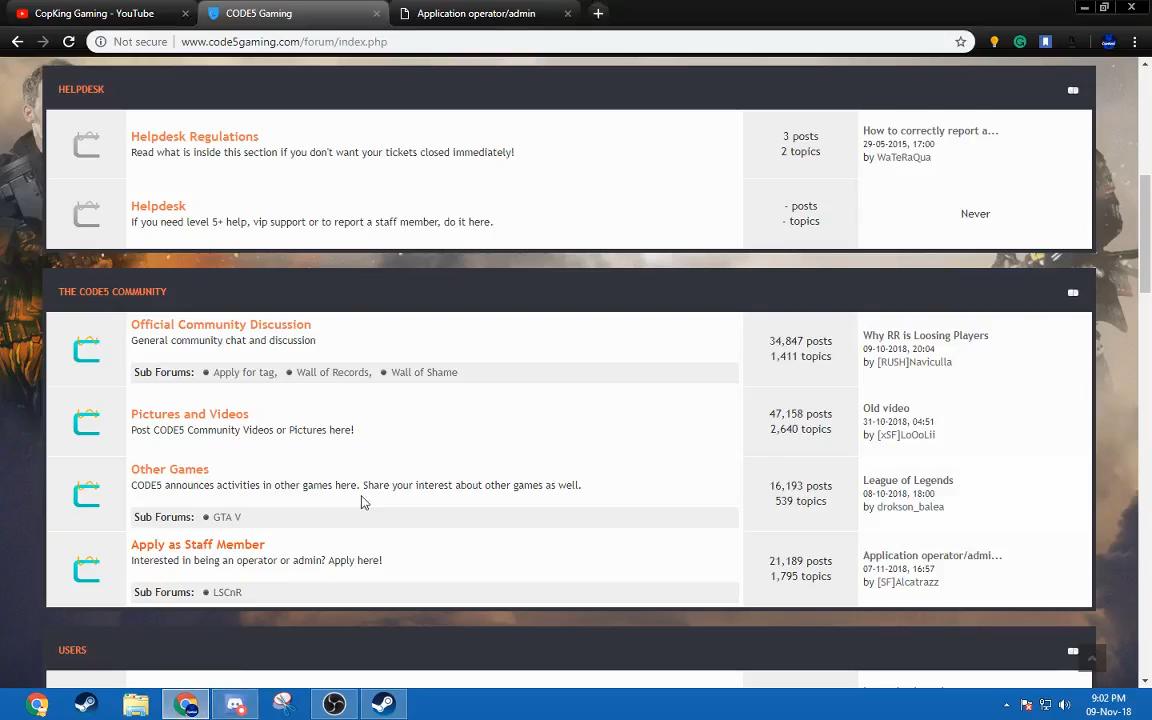 CopKing Gaming - YouTube
CODE5 Gaming
Application operator/admin
Not secure
www.code5gaming.com/forum/index.php
HELPDESK
Helpdesk Regulations
Read what is inside this section if you don't want your tickets closed immediately!
3 posts
2 topics
How to correctly report a...
29-05-2015, 17:00
by WaTeRaQua
Helpdesk
If you need level 5+ help, vip support or to report a staff member, do it here.
- posts
- topics
Never
THE CODE5 COMMUNITY
Official Community Discussion
General community chat and discussion
Sub Forums: Apply for tag, Wall of Records, Wall of Shame
34,847 posts
1,411 topics
Why RR is Loosing Players
09-10-2018, 20:04
by [RUSH]Naviculla
Pictures and Videos
Post CODE5 Community Videos or Pictures here!
47,158 posts
2,640 topics
Old video
31-10-2018, 04:51
by [xSF]LoOoLii
Other Games
CODE5 announces activities in other games here. Share your interest about other games as well.
Sub Forums: GTA V
16,193 posts
539 topics
League of Legends
08-10-2018, 18:00
by drokson_balea
Apply as Staff Member
Interested in being an operator or admin? Apply here!
Sub Forums: LSCnR
21,189 posts
1,795 topics
Application operator/admi...
07-11-2018, 16:57
by [SF]Alcatrazz
USERS
9:02 PM
09-Nov-18